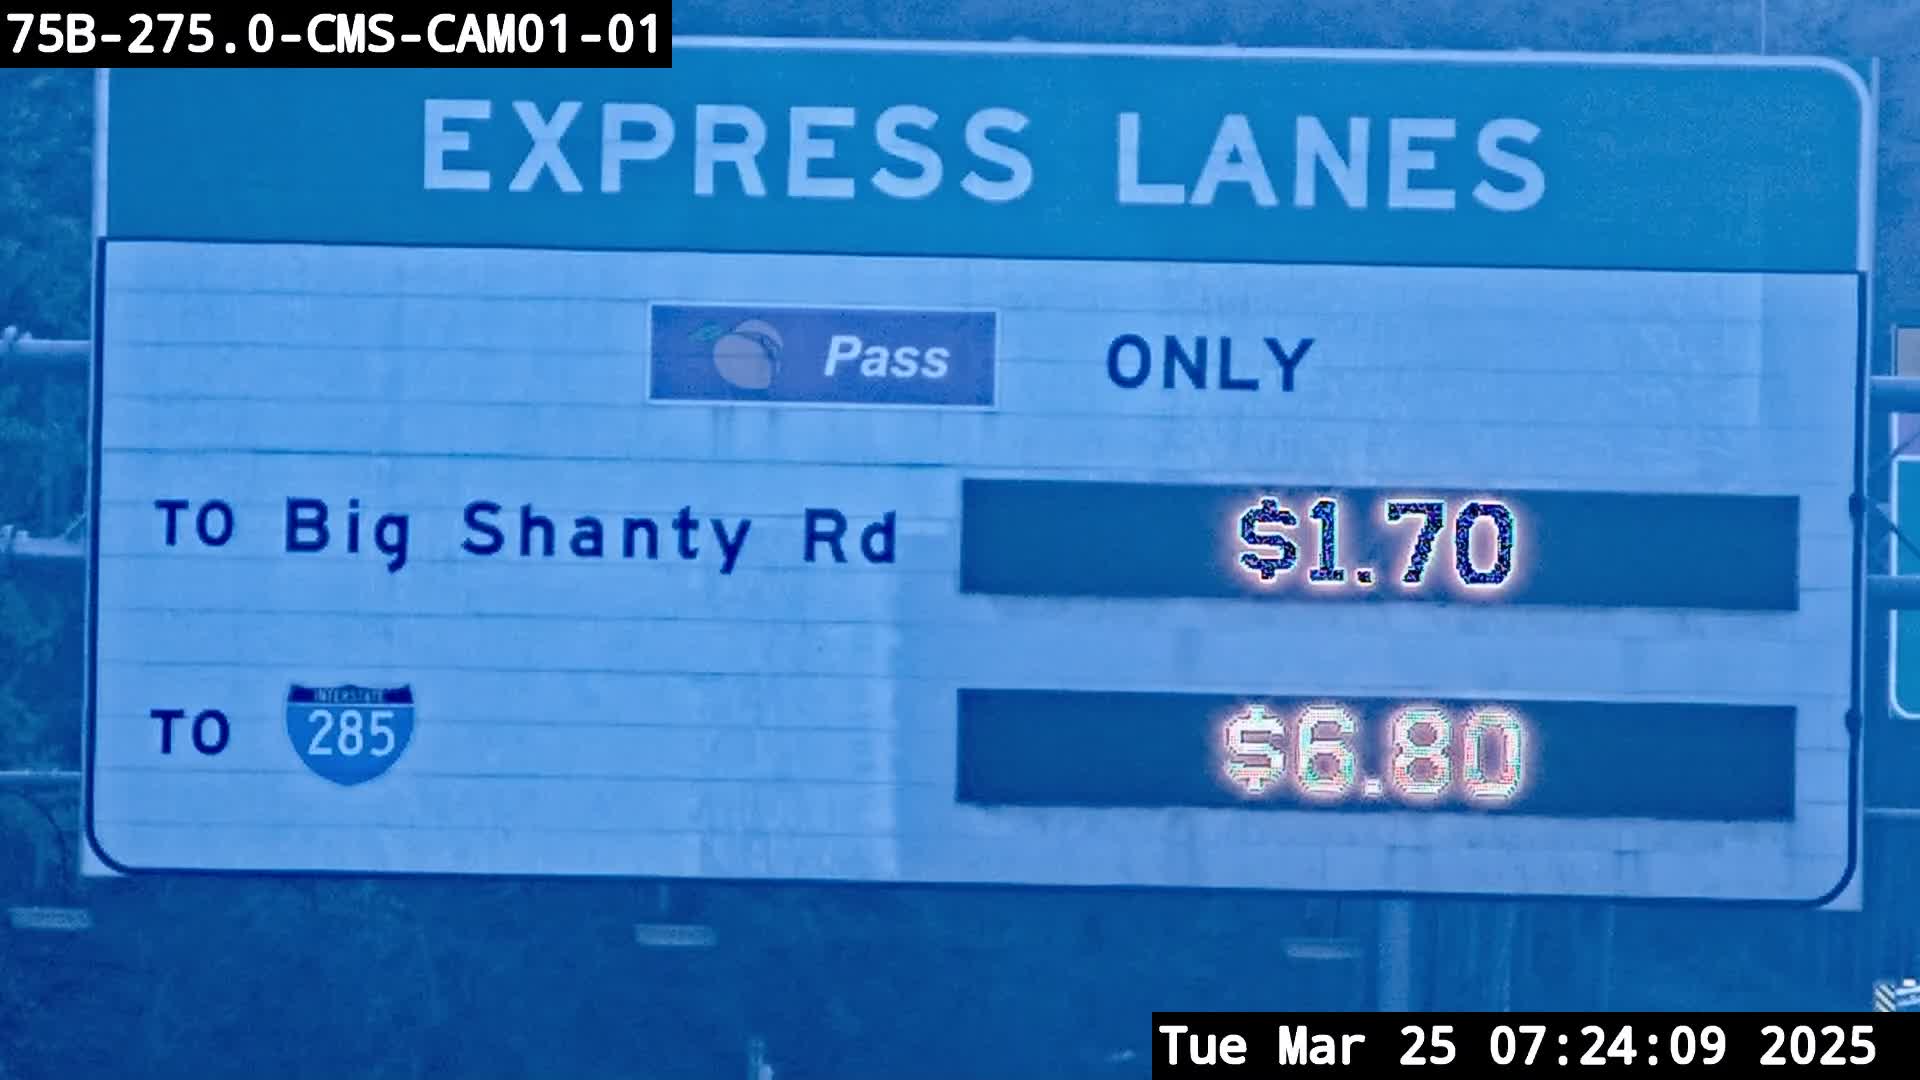 75B-275.0-CMS-CAM01-01
EXPRESS LANES
Pass ONLY
TO Big Shanty Rd $1.70
TO INTERSTATE 285 $6.80
Tue Mar 25 07:24:09 2025